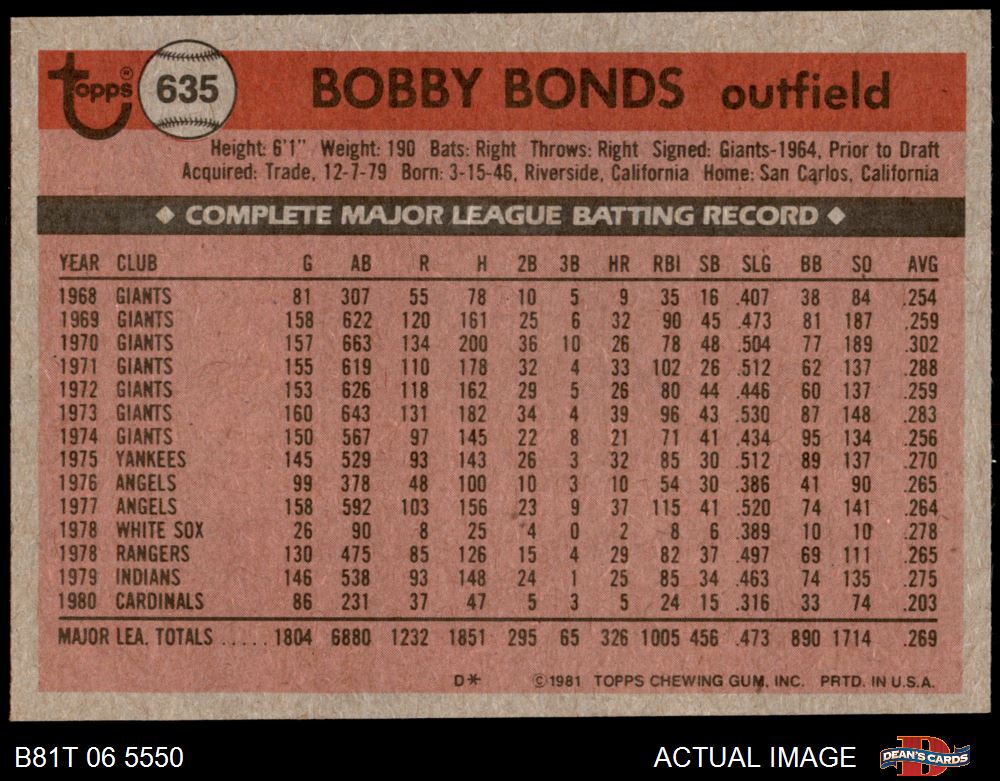 topps® 635 BOBBY BONDS outfield
Height: 6'1" Weight: 190 Bats: Right Throws: Right Signed: Giants-1964, Prior to Draft
Acquired: Trade, 12-7-79 Born: 3-15-46, Riverside, California Home: San Carlos, California
◆ COMPLETE MAJOR LEAGUE BATTING RECORD ◆
YEAR CLUB G AB R H 2B 3B HR RBI SB SLG BB SO AVG
1968 GIANTS 81 307 55 78 10 5 9 35 16 .407 38 84 .254
1969 GIANTS 158 622 120 161 25 6 32 90 45 .473 81 187 .259
1970 GIANTS 157 663 134 200 36 10 26 78 48 .504 77 189 .302
1971 GIANTS 155 619 110 178 32 4 33 102 26 .512 62 137 .288
1972 GIANTS 153 626 118 162 29 5 26 80 44 .446 60 137 .259
1973 GIANTS 160 643 131 182 34 4 39 96 43 .530 87 148 .283
1974 GIANTS 150 567 97 145 22 8 21 71 41 .434 95 134 .256
1975 YANKEES 145 529 93 143 26 3 32 85 30 .512 89 137 .270
1976 ANGELS 99 378 48 100 10 3 10 54 30 .386 41 90 .265
1977 ANGELS 158 592 103 156 23 9 37 115 41 .520 74 141 .264
1978 WHITE SOX 26 90 8 25 4 0 2 8 6 .389 10 10 .278
1978 RANGERS 130 475 85 126 15 4 29 82 37 .497 69 111 .265
1979 INDIANS 146 538 93 148 24 1 25 85 34 .463 74 135 .275
1980 CARDINALS 86 231 37 47 5 3 5 24 15 .316 33 74 .203
MAJOR LEA. TOTALS ..... 1804 6880 1232 1851 295 65 326 1005 456 .473 890 1714 .269
D* ©1981 TOPPS CHEWING GUM, INC. PRTD. IN U.S.A.
B81T 06 5550 ACTUAL IMAGE DEAN'S CARDS